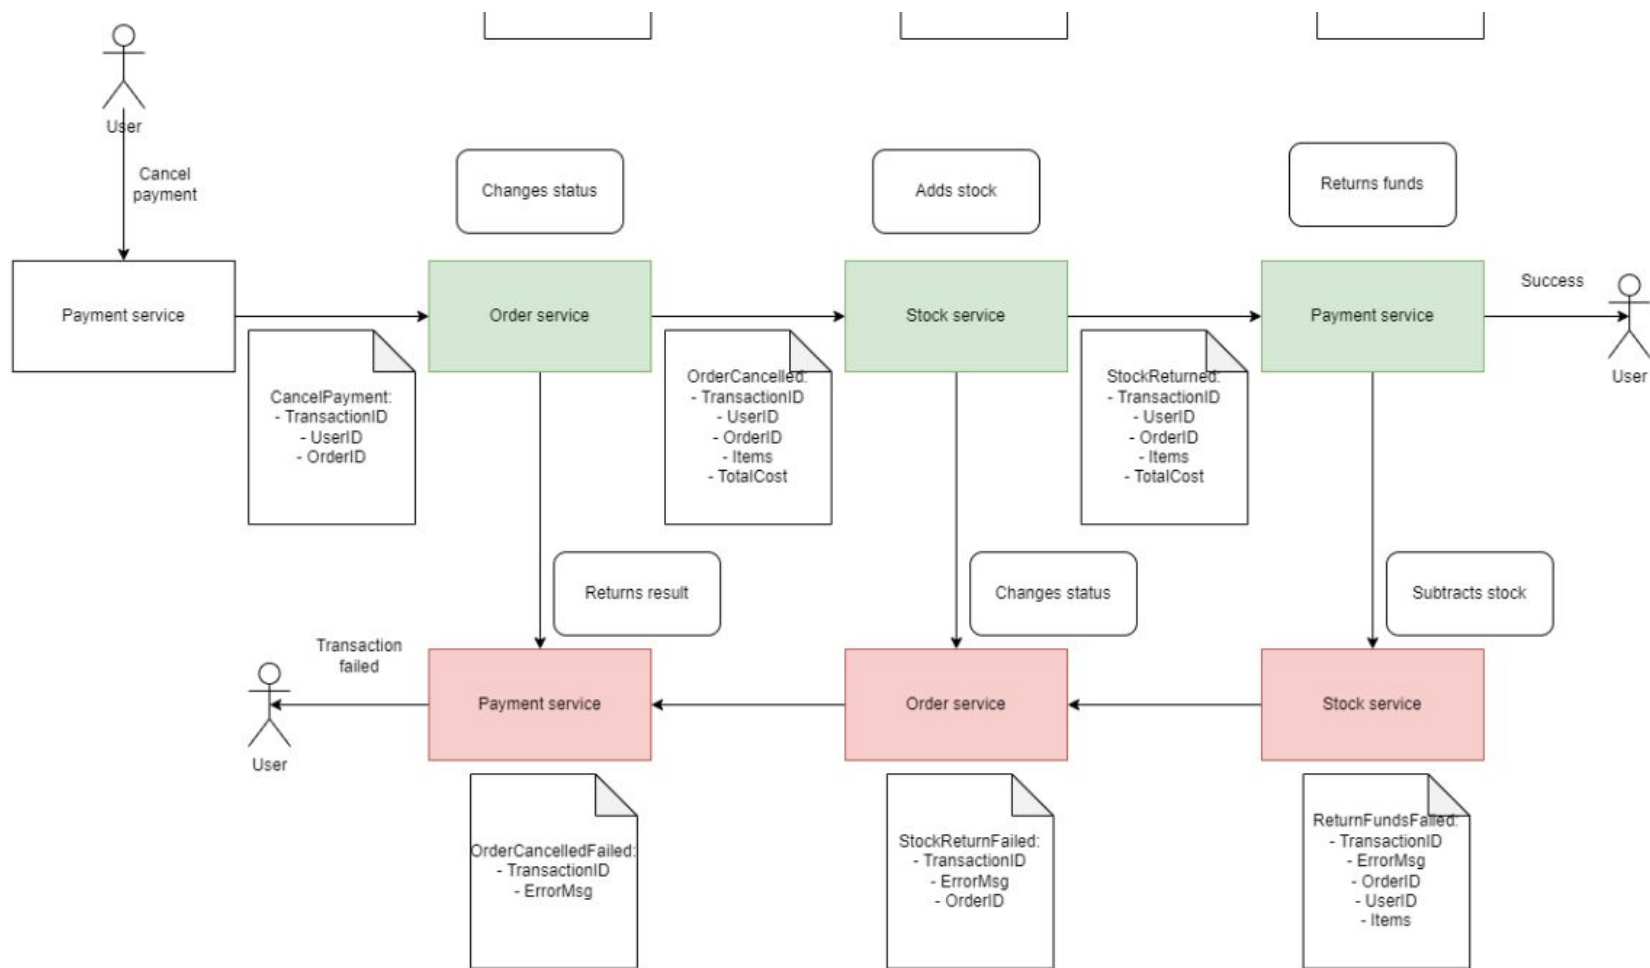 User
Cancel
payment
Changes status
Adds stock
Returns funds
Payment service
Order service
Stock service
Payment service
Success
User
CancelPayment:
- TransactionID
- UserID
- OrderID
OrderCancelled:
- TransactionID
- UserID
- OrderID
- Items
- TotalCost
StockReturned:
- TransactionID
- UserID
- OrderID
- Items
- TotalCost
Returns result
Changes status
Subtracts stock
Transaction
failed
User
Payment service
Order service
Stock service
OrderCancelledFailed:
- TransactionID
- ErrorMsg
StockReturnFailed:
- TransactionID
- ErrorMsg
- OrderID
ReturnFundsFailed:
- TransactionID
- ErrorMsg
- OrderID
- UserID
- Items